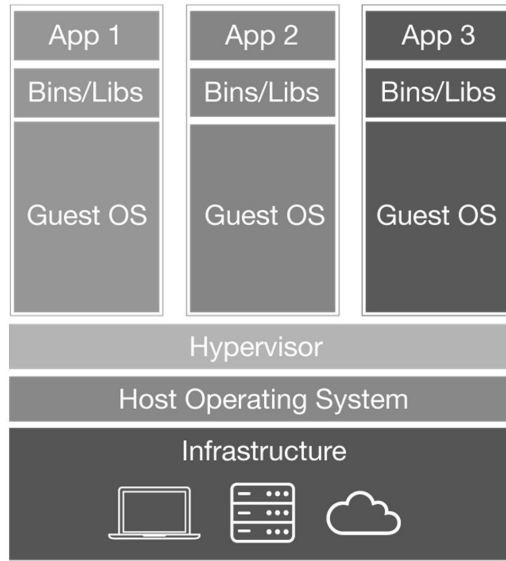 App 1
App 2
App 3
Bins/Libs
Bins/Libs
Bins/Libs
Guest OS
Guest OS
Guest OS
Hypervisor
Host Operating System
Infrastructure